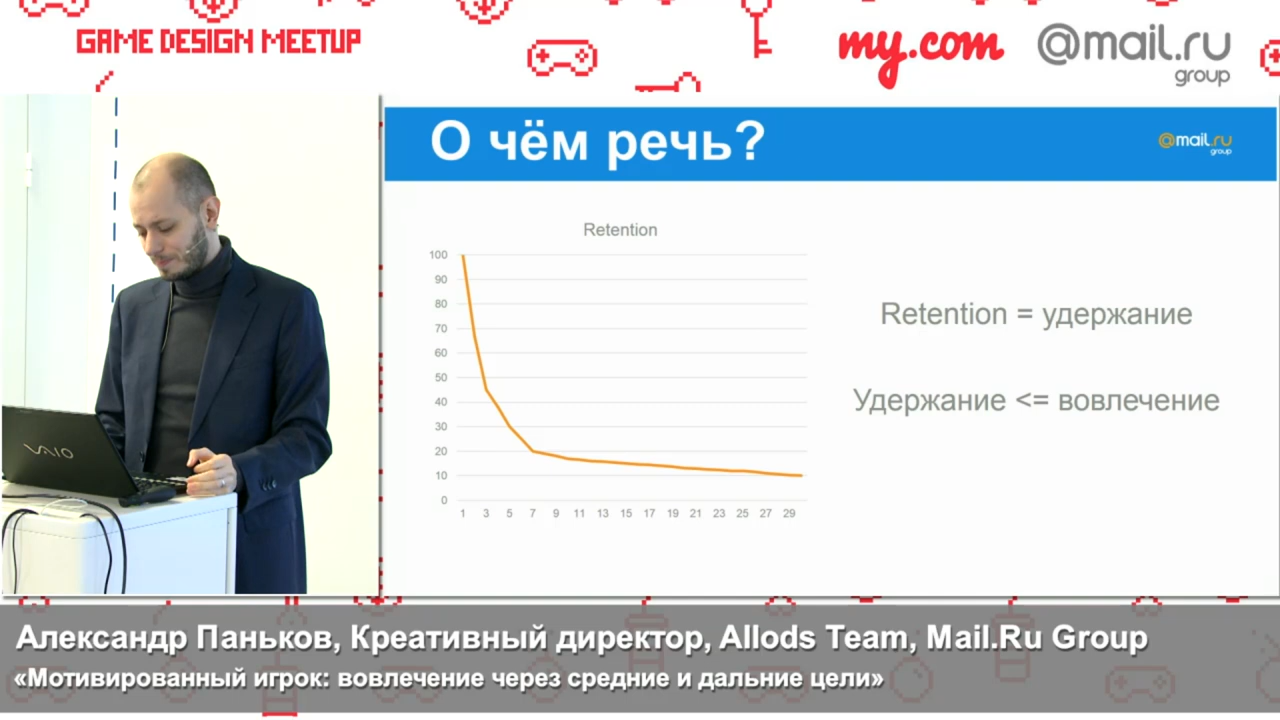 GAME DESIGN MEETUP
my.com
@mail.ru
group
О чём речь?
@mail.ru
group
Retention
100
90
80
70
60
50
40
30
20
10
0
1 3 5 7 9 11 13 15 17 19 21 23 25 27 29
Retention = удержание
Удержание <= вовлечение
VAIO
Александр Паньков, Креативный директор, Allods Team, Mail.Ru Group
«Мотивированный игрок: вовлечение через средние и дальние цели»